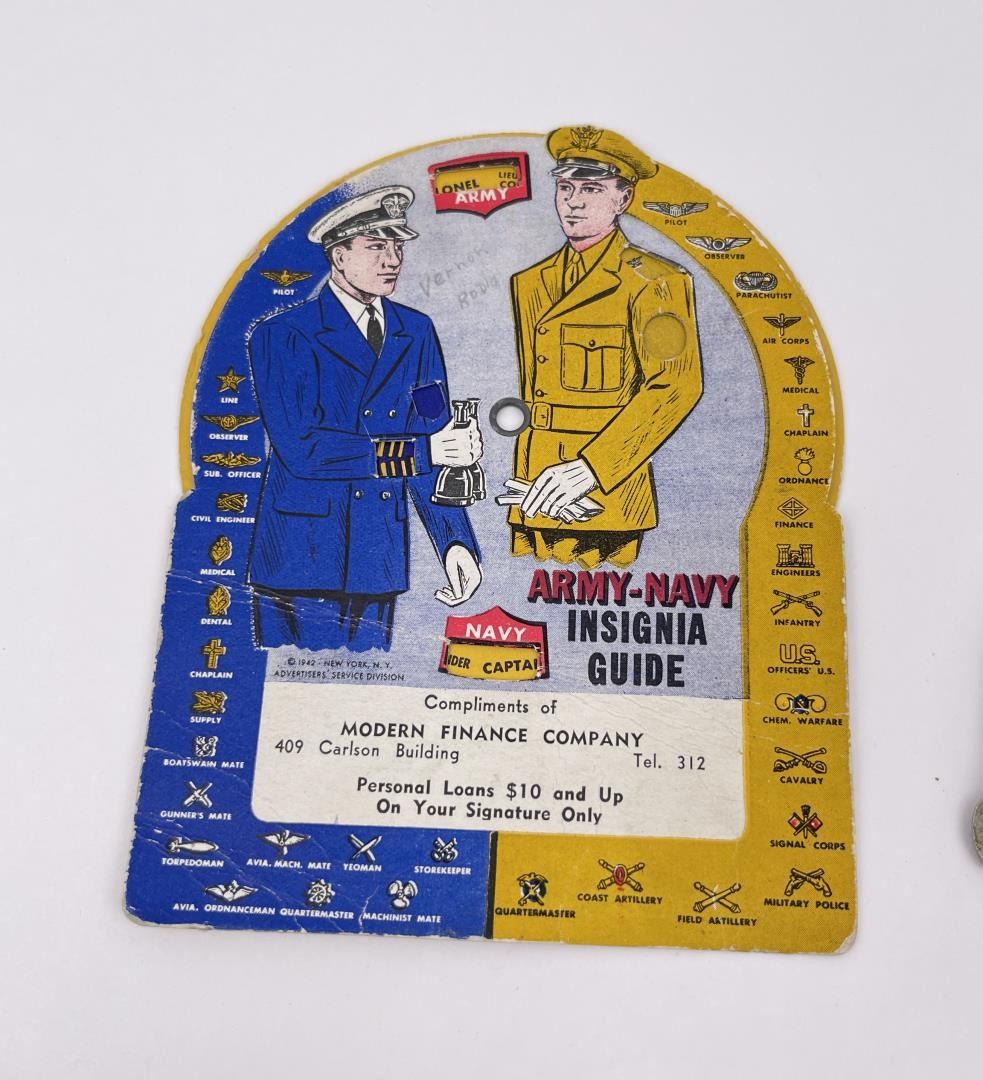 LIEU
LONEL CO
ARMY
Vernon
PILOT
OBSERVER
PARACHUTIST
AIR CORPS
MEDICAL
CHAPLAIN
ORDNANCE
FINANCE
ENGINEERS
INFANTRY
U.S.
OFFICERS' U.S.
CHEM. WARFARE
CAVALRY
SIGNAL CORPS
MILITARY POLICE
FIELD ARTILLERY
COAST ARTILLERY
QUARTERMASTER
PILOT
LINE
OBSERVER
SUB. OFFICER
CIVIL ENGINEER
MEDICAL
DENTAL
CHAPLAIN
SUPPLY
BOATSWAIN MATE
GUNNER'S MATE
TORPEDOMAN AVIA. MACH. MATE YEOMAN STOREKEEPER
AVIA. ORDNANCEMAN QUARTERMASTER MACHINIST MATE
ARMY-NAVY
INSIGNIA
GUIDE
NAVY
NDER CAPTAI
© 1942 - NEW YORK, N. Y.
ADVERTISERS' SERVICE DIVISION
Compliments of
MODERN FINANCE COMPANY
409 Carlson Building Tel. 312
Personal Loans $10 and Up
On Your Signature Only